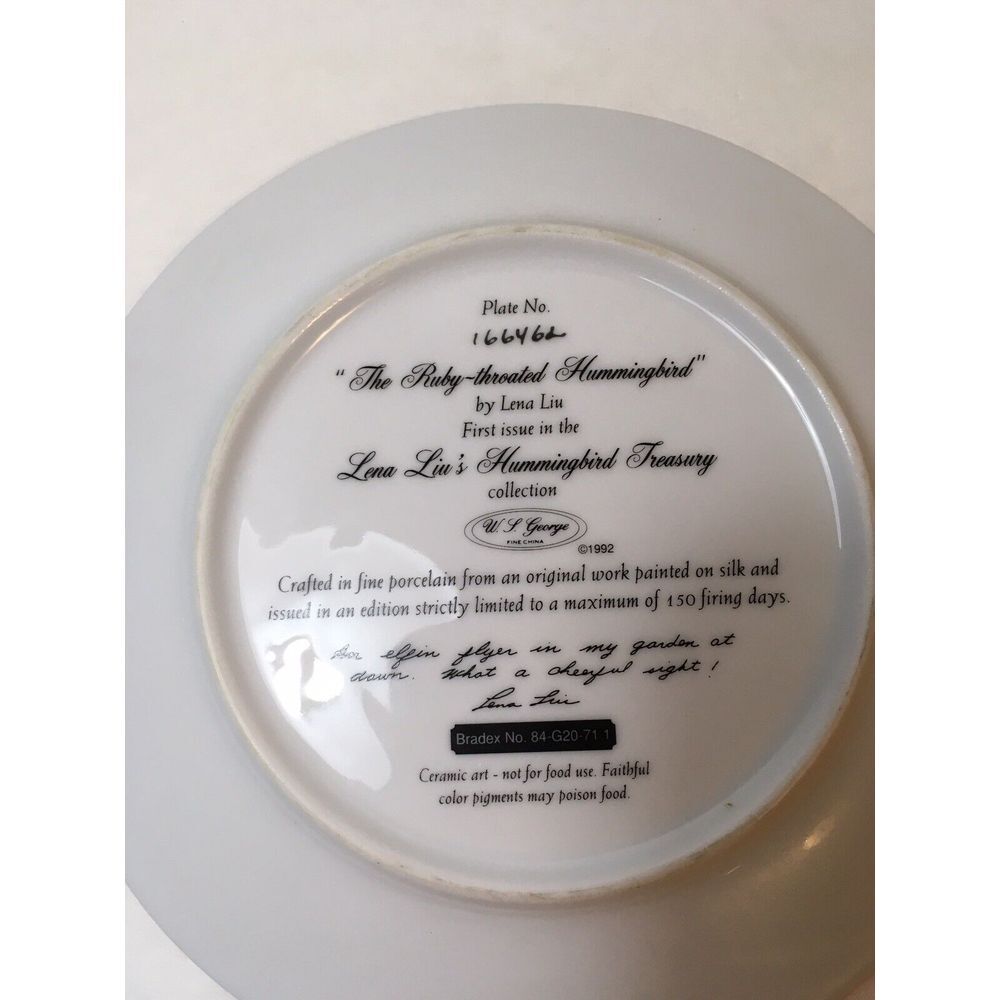 Plate No.
166462
"The Ruby-throated Hummingbird"
by Lena Liu
First issue in the
Lena Liu's Hummingbird Treasury
collection
W. S. George
FINE CHINA
©1992
Crafted in fine porcelain from an original work painted on silk and
issued in an edition strictly limited to a maximum of 150 firing days.
elfin flyer in my garden at
dawn. What a cheerful sight!
Lena Liu
Bradex No. 84-G20-71.1
Ceramic art - not for food use. Faithful
color pigments may poison food.